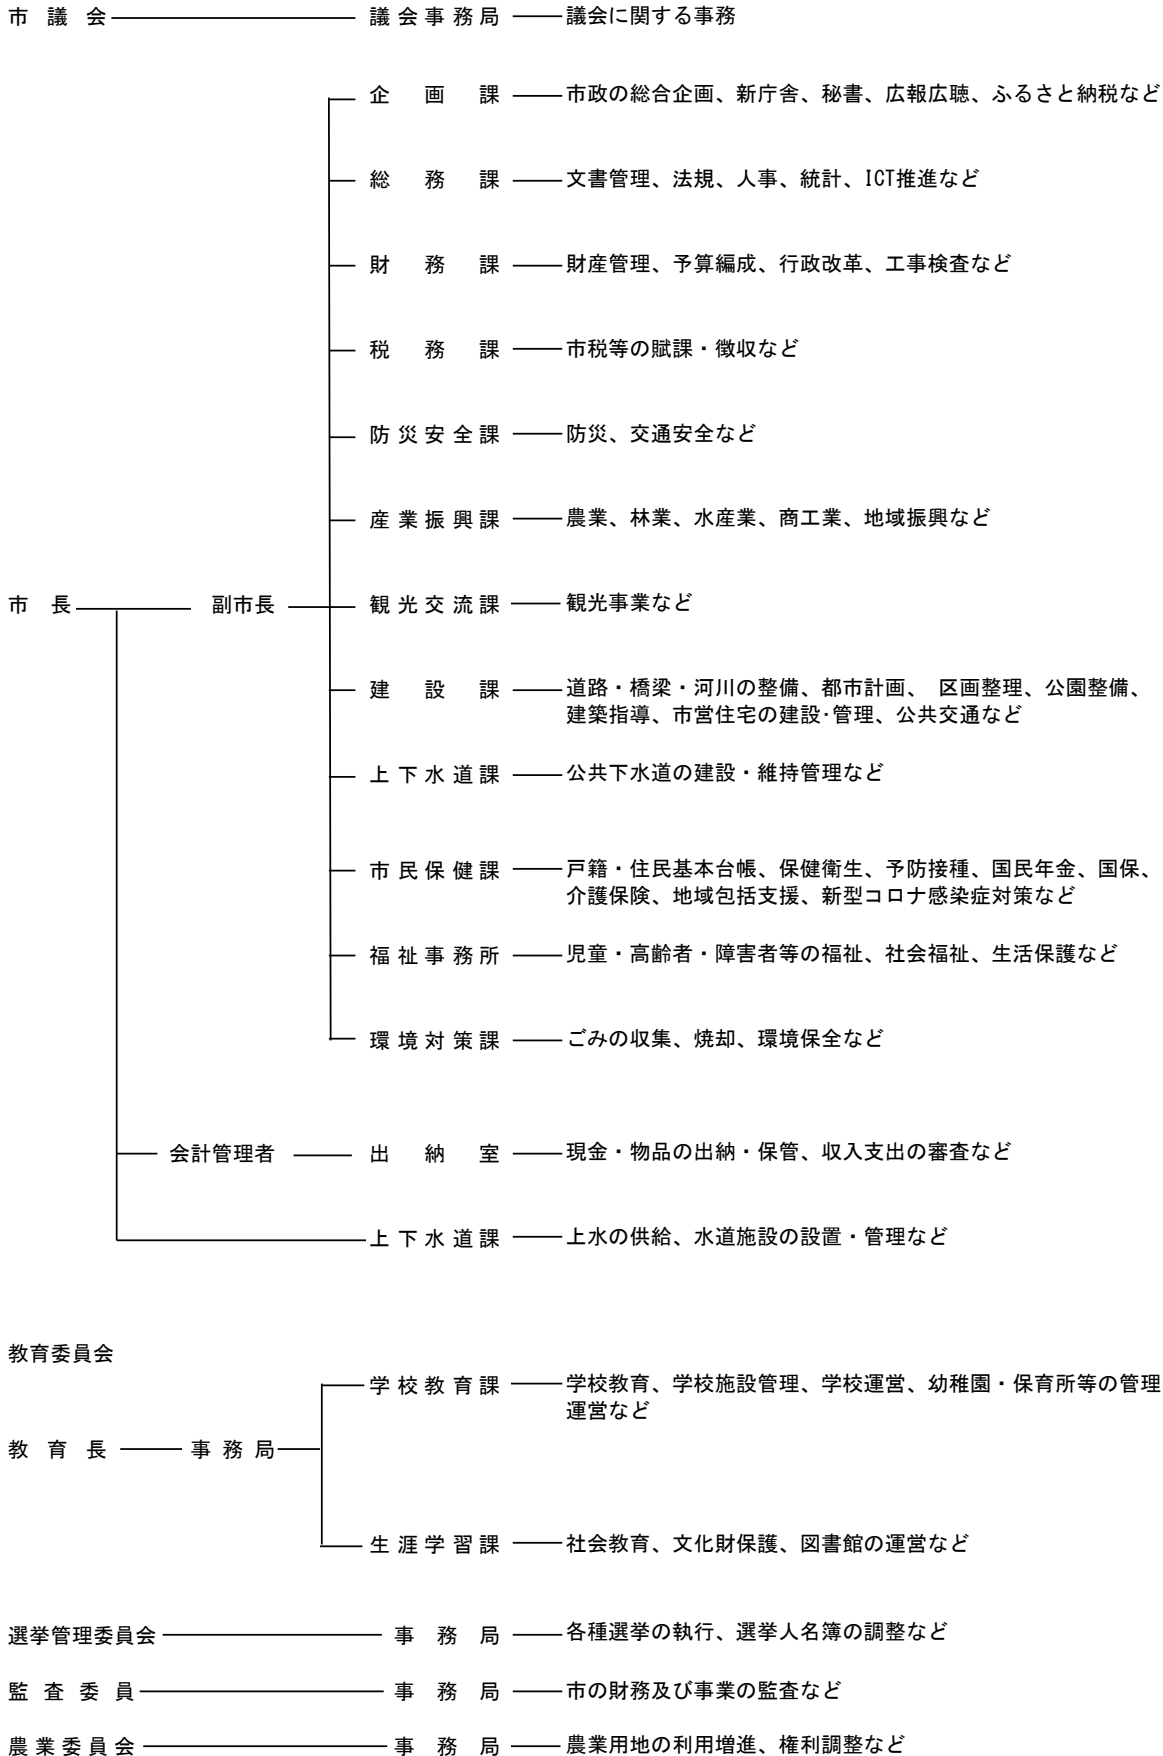 市議会 議会事務局 議会に関する事務
企画課 市政の総合企画、新庁舎、秘書、広報広聴、ふるさと納税など
総務課 文書管理、法規、人事、統計、ICT推進など
財務課 財産管理、予算編成、行政改革、工事検査など
税務課 市税等の賦課・徴収など
防災安全課 防災、交通安全など
産業振興課 農業、林業、水産業、商工業、地域振興など
市長 副市長 観光交流課 観光事業など
建設課 道路・橋梁・河川の整備、都市計画、 区画整理、公園整備、
建築指導、市営住宅の建設・管理、公共交通など
上下水道課 公共下水道の建設・維持管理など
市民保健課 戸籍・住民基本台帳、保健衛生、予防接種、国民年金、国保、
介護保険、地域包括支援、新型コロナ感染症対策など
福祉事務所 児童・高齢者・障害者等の福祉、社会福祉、生活保護など
環境対策課 ごみの収集、焼却、環境保全など
会計管理者 出納室 現金・物品の出納・保管、収入支出の審査など
上下水道課 上水の供給、水道施設の設置・管理など
教育委員会
学校教育課 学校教育、学校施設管理、学校運営、幼稚園・保育所等の管理
運営など
教育長 事務局
生涯学習課 社会教育、文化財保護、図書館の運営など
選挙管理委員会 事務局 各種選挙の執行、選挙人名簿の調整など
監査委員 事務局 市の財務及び事業の監査など
農業委員会 事務局 農業用地の利用増進、権利調整など